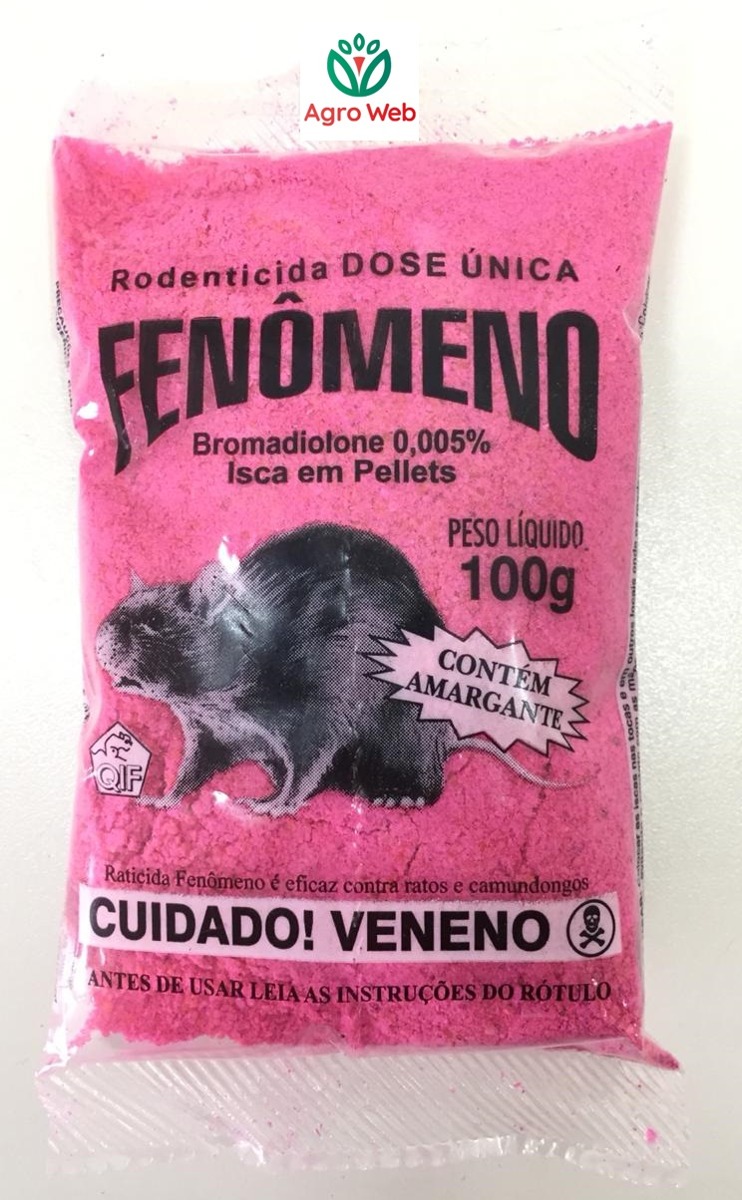 Agro Web
Rodenticida DOSE ÚNICA
FENÔMENO
Bromadiolone 0,005%
Isca em Pellets
PESO LÍQUIDO
100g
CONTÉM
AMARGANTE
QIF
Raticida Fenômeno é eficaz contra ratos e camundongos
CUIDADO! VENENO
ANTES DE USAR LEIA AS INSTRUÇÕES DO RÓTULO